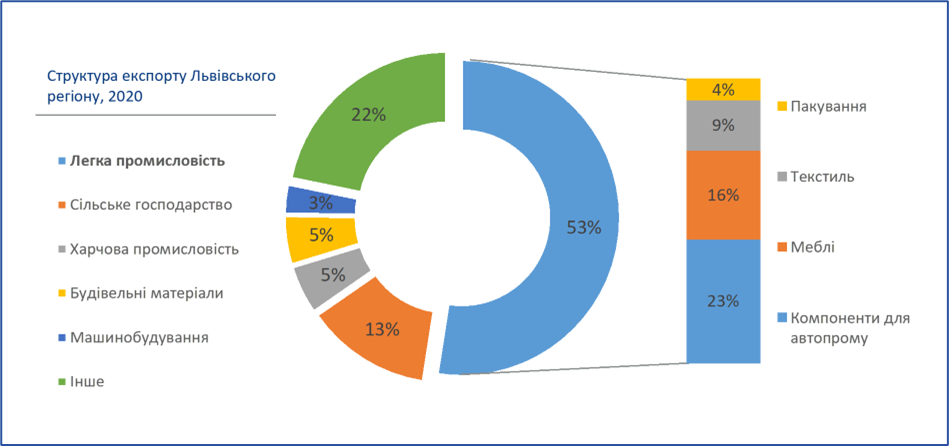 Структура експорту Львівського
регіону, 2020
Легка промисловість
Сільське господарство
Харчова промисловість
Будівельні матеріали
Машинобудування
Інше
22%
3%
5%
5%
13%
53%
4%
9%
16%
23%
Пакування
Текстиль
Меблі
Компоненти для
автопрому